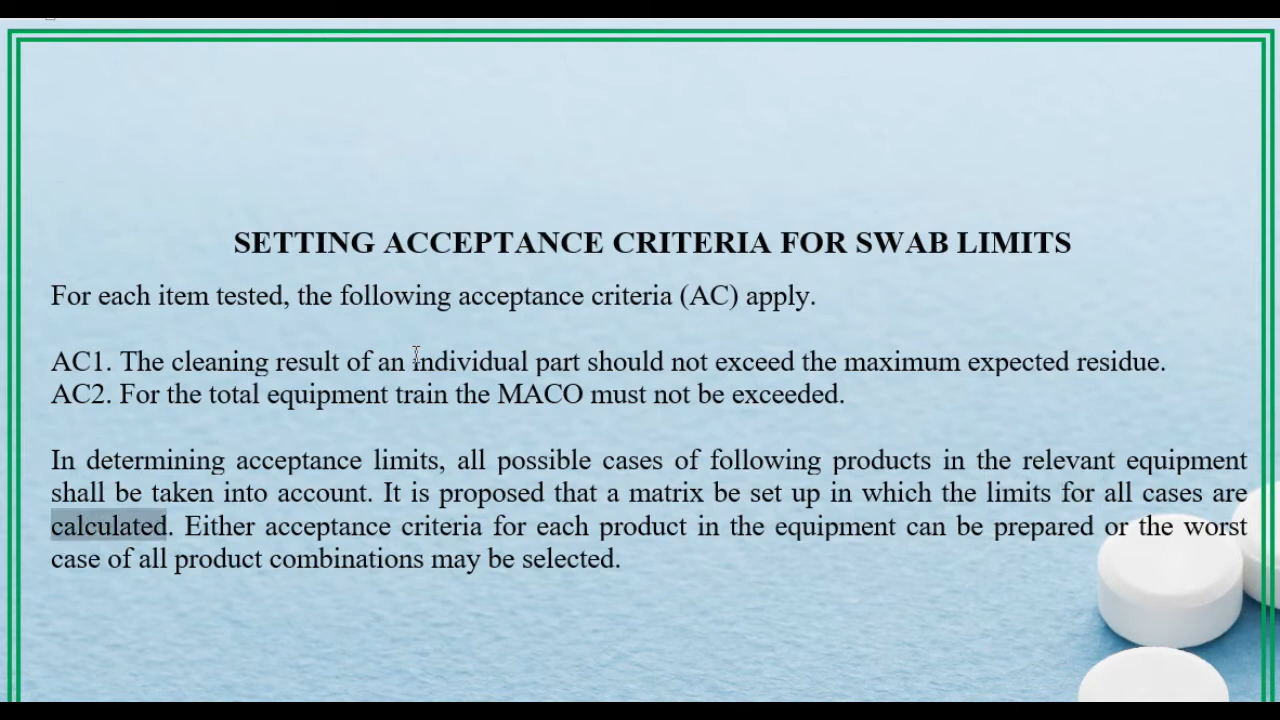 SETTING ACCEPTANCE CRITERIA FOR SWAB LIMITS
For each item tested, the following acceptance criteria (AC) apply.
AC1. The cleaning result of an individual part should not exceed the maximum expected residue.
AC2. For the total equipment train the MACO must not be exceeded.
In determining acceptance limits, all possible cases of following products in the relevant equipment
shall be taken into account. It is proposed that a matrix be set up in which the limits for all cases are
calculated. Either acceptance criteria for each product in the equipment can be prepared or the worst
case of all product combinations may be selected.